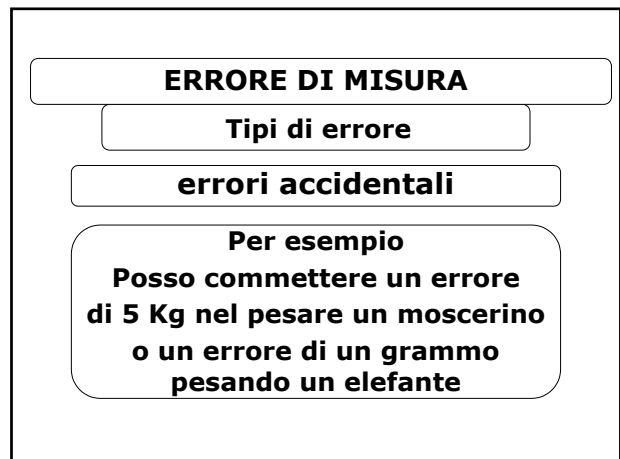 ERRORE DI MISURA
Tipi di errore
errori accidentali
Per esempio
Posso commettere un errore
di 5 Kg nel pesare un moscerino
o un errore di un grammo
pesando un elefante